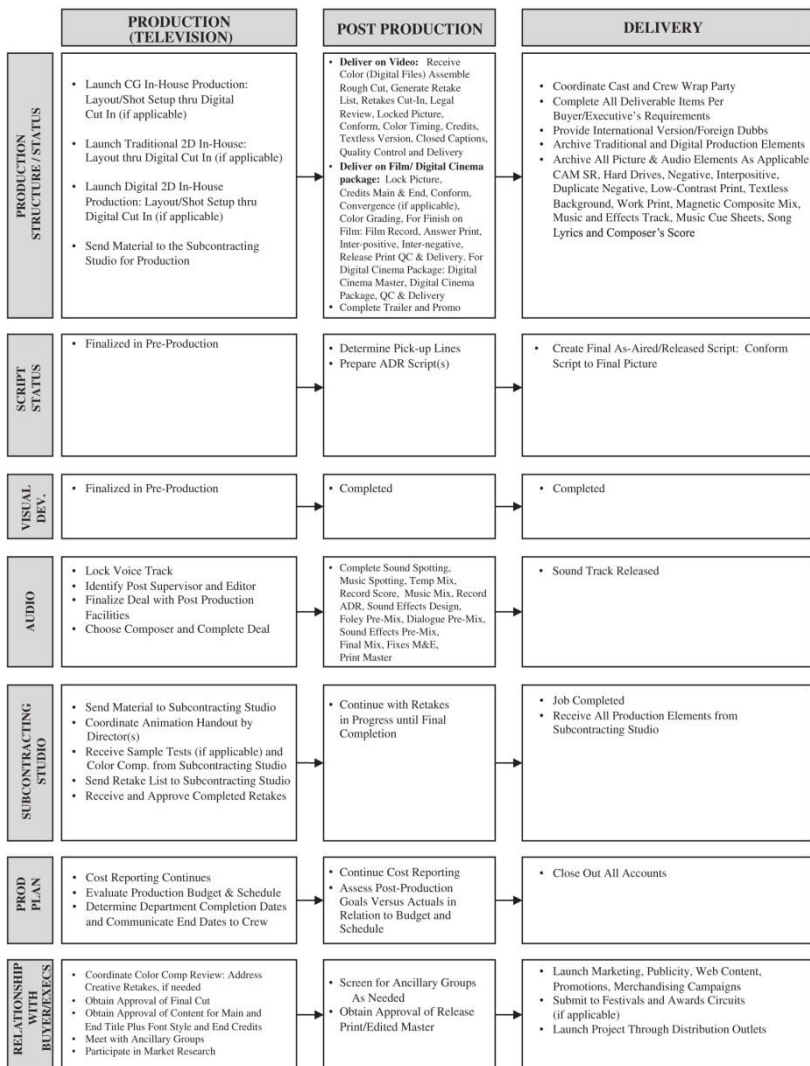 PRODUCTION
(TELEVISION)
POST PRODUCTION
DELIVERY
PRODUCTION
STRUCTURE / STATUS
• Launch CG In-House Production:
Layout/Shot Setup thru Digital
Cut In (if applicable)
• Launch Traditional 2D In-House:
Layout thru Digital Cut In (if applicable)
• Launch Digital 2D In-House
Production: Layout/Shot Setup thru
Digital Cut In (if applicable)
• Send Material to the Subcontracting
Studio for Production
• Deliver on Video: Receive
Color (Digital Files) Assemble
Rough Cut, Generate Retake
List, Retakes Cut-In, Legal
Review, Locked Picture,
Conform, Color Timing, Credits,
Textless Version, Closed Captions,
Quality Control and Delivery
• Deliver on Film/ Digital Cinema
package: Lock Picture,
Credits Main & End, Conform,
Convergence (if applicable),
Color Grading, For Finish on
Film: Film Record, Answer Print,
Inter-positive, Inter-negative,
Release Print QC & Delivery. For
Digital Cinema Package: Digital
Cinema Master, Digital Cinema
Package, QC & Delivery
• Complete Trailer and Promo
• Coordinate Cast and Crew Wrap Party
• Complete All Deliverable Items Per
Buyer/Executive's Requirements
• Provide International Version/Foreign Dubbs
• Archive Traditional and Digital Production Elements
• Archive All Picture & Audio Elements As Applicable
CAM SR, Hard Drives, Negative, Interpositive,
Duplicate Negative, Low-Contrast Print, Textless
Background, Work Print, Magnetic Composite Mix,
Music and Effects Track, Music Cue Sheets, Song
Lyrics and Composer's Score
SCRIPT
STATUS
• Finalized in Pre-Production
• Determine Pick-up Lines
• Prepare ADR Script(s)
• Create Final As-Aired/Released Script: Conform
Script to Final Picture
VISUAL
DEV.
• Finalized in Pre-Production
• Completed
• Completed
AUDIO
• Lock Voice Track
• Identify Post Supervisor and Editor
• Finalize Deal with Post Production
Facilities
• Choose Composer and Complete Deal
• Complete Sound Spotting,
Music Spotting, Temp Mix,
Record Score, Music Mix, Record
ADR, Sound Effects Design,
Foley Pre-Mix, Dialogue Pre-Mix,
Sound Effects Pre-Mix,
Final Mix, Fixes M&E,
Print Master
• Sound Track Released
SUBCONTRACTING
STUDIO
• Send Material to Subcontracting Studio
• Coordinate Animation Handout by
Director(s)
• Receive Sample Tests (if applicable) and
Color Comp. from Subcontracting Studio
• Send Retake List to Subcontracting Studio
• Receive and Approve Completed Retakes
• Continue with Retakes
in Progress until Final
Completion
• Job Completed
• Receive All Production Elements from
Subcontracting Studio
PROD
PLAN
• Cost Reporting Continues
• Evaluate Production Budget & Schedule
• Determine Department Completion Dates
and Communicate End Dates to Crew
• Continue Cost Reporting
• Assess Post-Production
Goals Versus Actuals in
Relation to Budget and
Schedule
• Close Out All Accounts
RELATIONSHIP
WITH
BUYER/EXECS
• Coordinate Color Comp Review: Address
Creative Retakes, if needed
• Obtain Approval of Final Cut
• Obtain Approval of Content for Main and
End Title Plus Font Style and End Credits
• Meet with Ancillary Groups
• Participate in Market Research
• Screen for Ancillary Groups
As Needed
• Obtain Approval of Release
Print/Edited Master
• Launch Marketing, Publicity, Web Content,
Promotions, Merchandising Campaigns
• Submit to Festivals and Awards Circuits
(if applicable)
• Launch Project Through Distribution Outlets